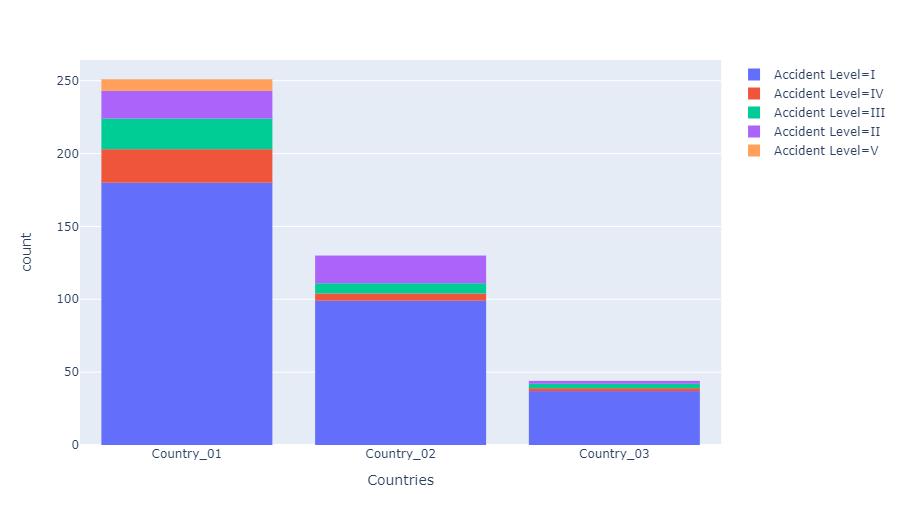 250
200
150
100
50
0
count
Country_01
Country_02
Country_03
Countries
Accident Level=I
Accident Level=IV
Accident Level=III
Accident Level=II
Accident Level=V